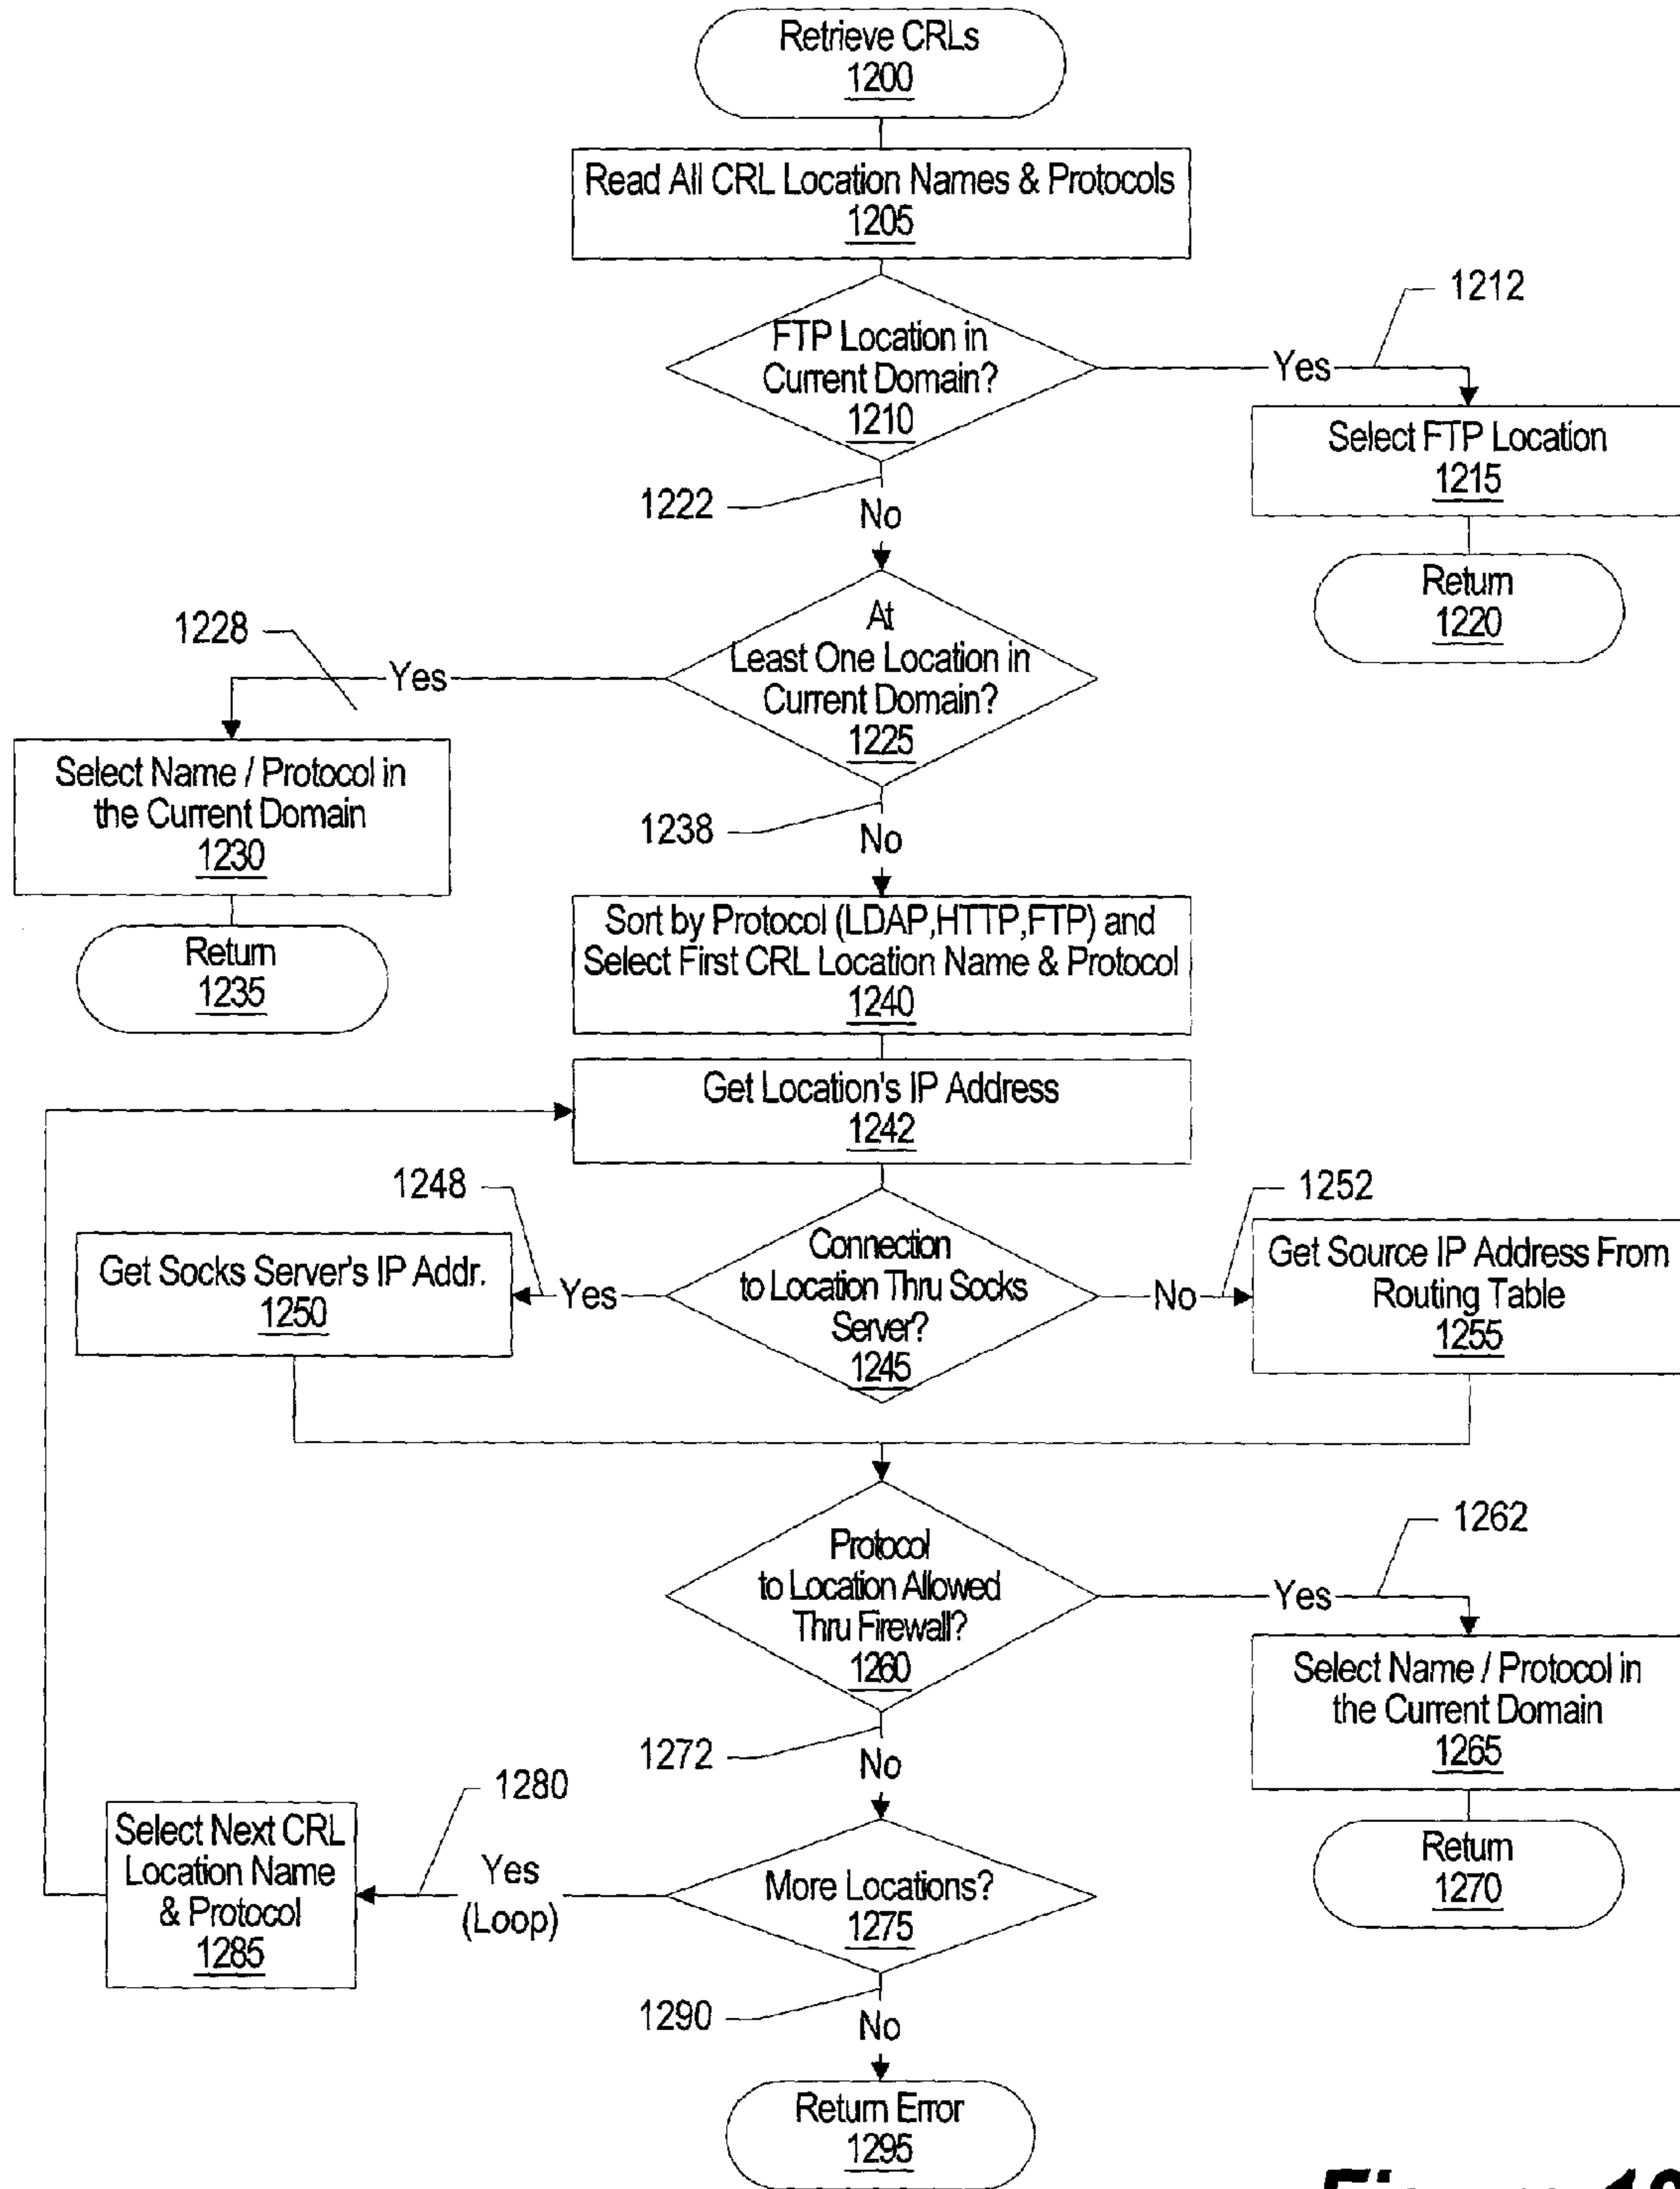 Retrieve CRLs
1200
Read All CRL Location Names & Protocols
1205
FTP Location in
Current Domain?
1210
1212
Yes
Select FTP Location
1215
Return
1220
1222
No
At
Least One Location in
Current Domain?
1225
1228
Yes
Select Name / Protocol in
the Current Domain
1230
Return
1235
1238
No
Sort by Protocol (LDAP,HTTP,FTP) and
Select First CRL Location Name & Protocol
1240
Get Location's IP Address
1242
Connection
to Location Thru Socks
Server?
1245
1248
Yes
Get Socks Server's IP Addr.
1250
1252
No
Get Source IP Address From
Routing Table
1255
Protocol
to Location Allowed
Thru Firewall?
1260
1262
Yes
Select Name / Protocol in
the Current Domain
1265
Return
1270
1272
No
More Locations?
1275
1280
Yes
(Loop)
Select Next CRL
Location Name
& Protocol
1285
1290
No
Return Error
1295